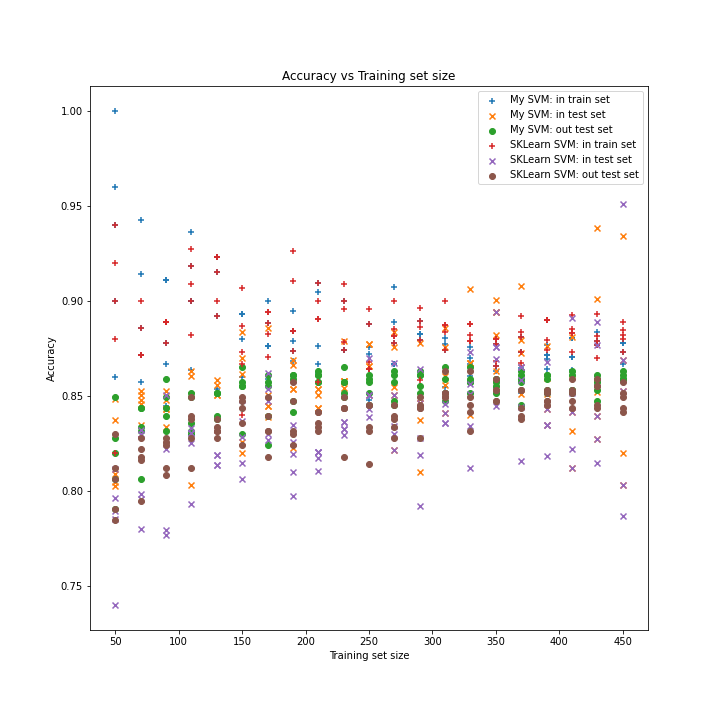 Accuracy vs Training set size
My SVM: in train set
My SVM: in test set
My SVM: out test set
SKLearn SVM: in train set
SKLearn SVM: in test set
SKLearn SVM: out test set
1.00
0.95
0.90
0.85
0.80
0.75
Accuracy
50 100 150 200 250 300 350 400 450
Training set size